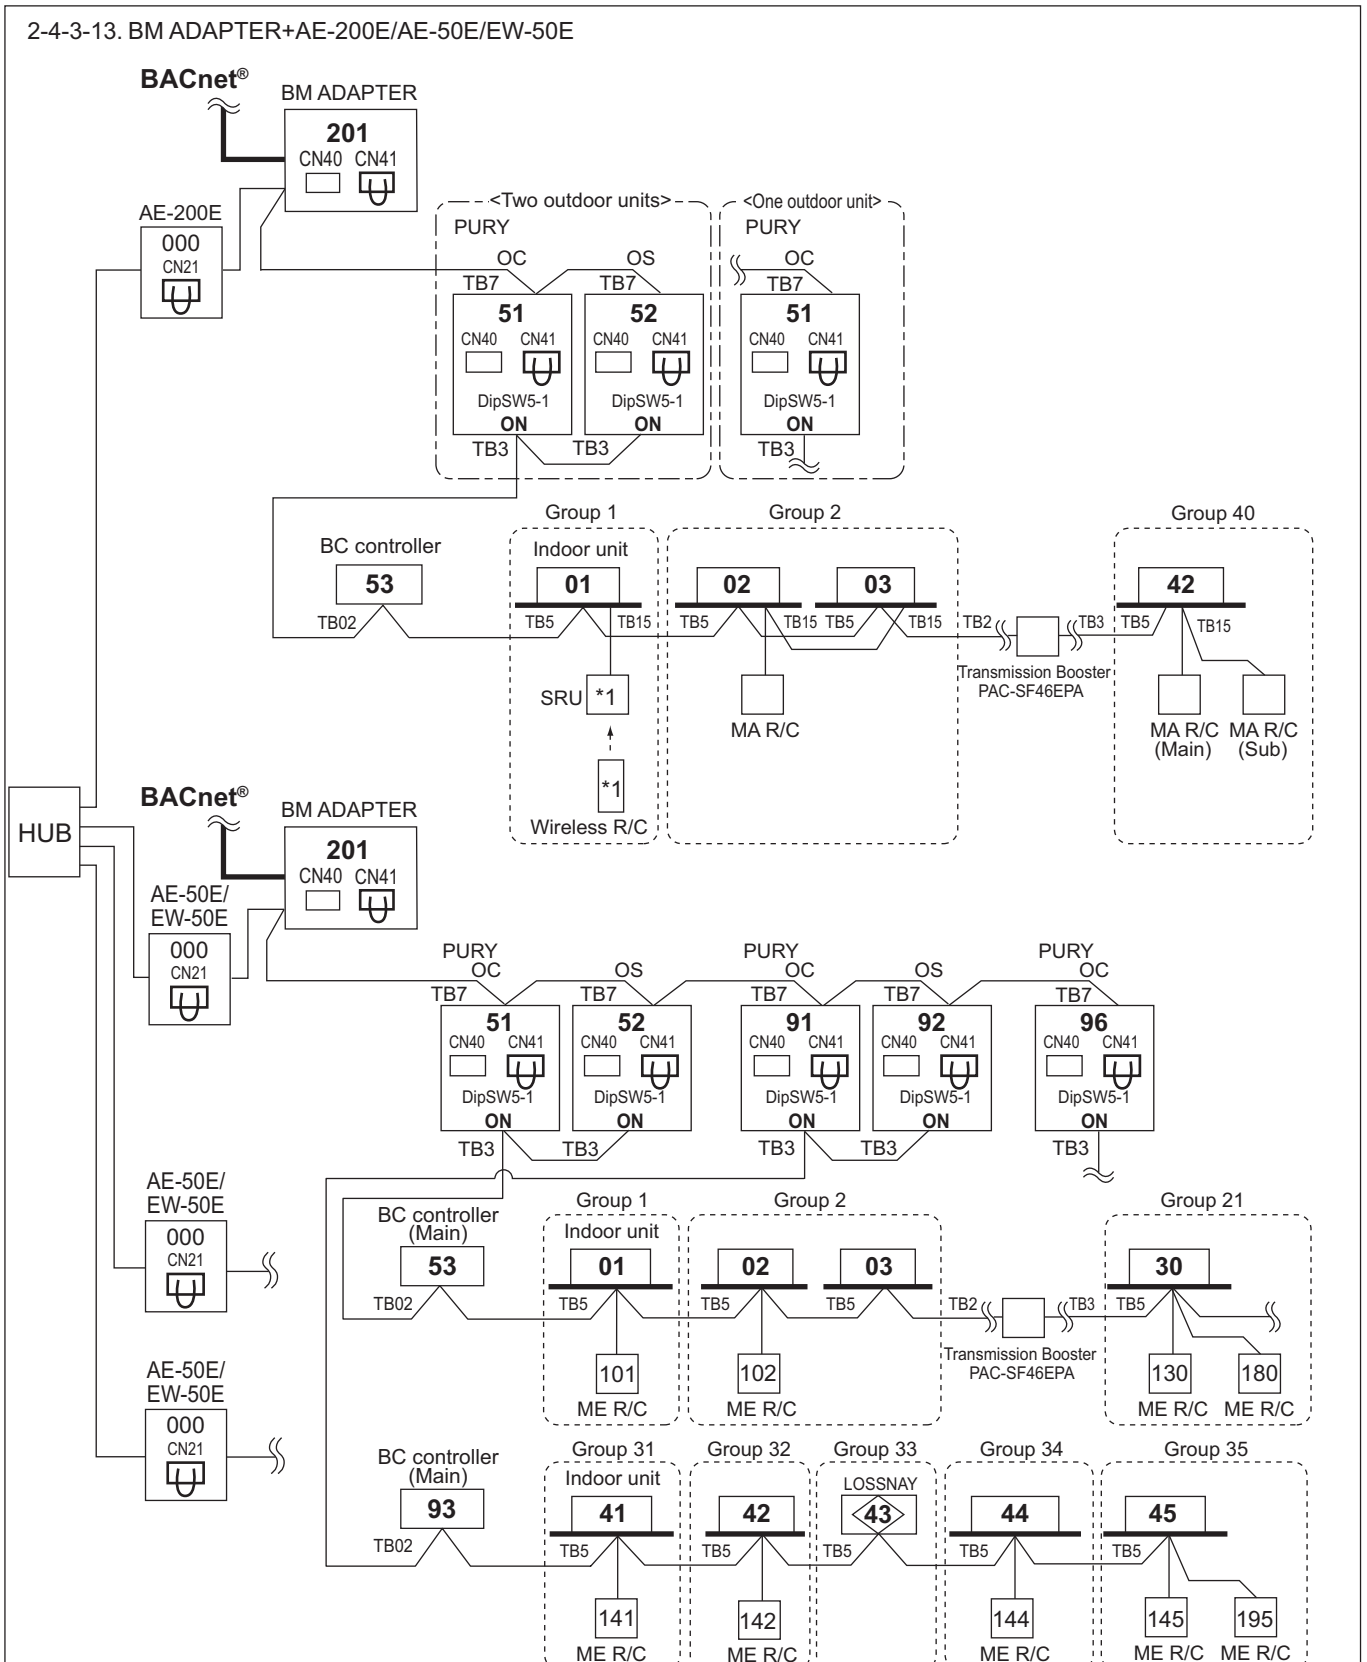 2-4-3-13. BM ADAPTER+AE-200E/AE-50E/EW-50E
BACnet®
BM ADAPTER
201
CN40 CN41
AE-200E
000
CN21
<Two outdoor units>
<One outdoor unit>
PURY
PURY
OC
OS
OC
TB7
TB7
TB7
51
52
51
CN40 CN41
CN40 CN41
CN40 CN41
DipSW5-1
DipSW5-1
DipSW5-1
ON
ON
ON
TB3
TB3
TB3
Group 1
Group 2
Group 40
BC controller
Indoor unit
53
01
02
03
42
TB02
TB5
TB15
TB5
TB15
TB5
TB15
TB2
TB3
TB5
TB15
Transmission Booster
PAC-SF46EPA
SRU
*1
MA R/C
MA R/C
(Main)
MA R/C
(Sub)
*1
Wireless R/C
HUB
BACnet®
BM ADAPTER
201
CN40 CN41
AE-50E/
EW-50E
000
CN21
PURY
PURY
PURY
OC
OS
OC
OS
OC
TB7
TB7
TB7
TB7
TB7
51
52
91
92
96
CN40 CN41
CN40 CN41
CN40 CN41
CN40 CN41
CN40 CN41
DipSW5-1
DipSW5-1
DipSW5-1
DipSW5-1
DipSW5-1
ON
ON
ON
ON
ON
TB3
TB3
TB3
TB3
TB3
AE-50E/
EW-50E
000
CN21
Group 1
Group 2
Group 21
BC controller
(Main)
Indoor unit
53
01
02
03
30
TB02
TB5
TB5
TB5
TB2
TB3
TB5
Transmission Booster
PAC-SF46EPA
101
102
130
180
ME R/C
ME R/C
ME R/C
ME R/C
AE-50E/
EW-50E
000
CN21
Group 31
Group 32
Group 33
Group 34
Group 35
BC controller
(Main)
Indoor unit
LOSSNAY
93
41
42
43
44
45
TB02
TB5
TB5
TB5
TB5
TB5
141
142
144
145
195
ME R/C
ME R/C
ME R/C
ME R/C
ME R/C